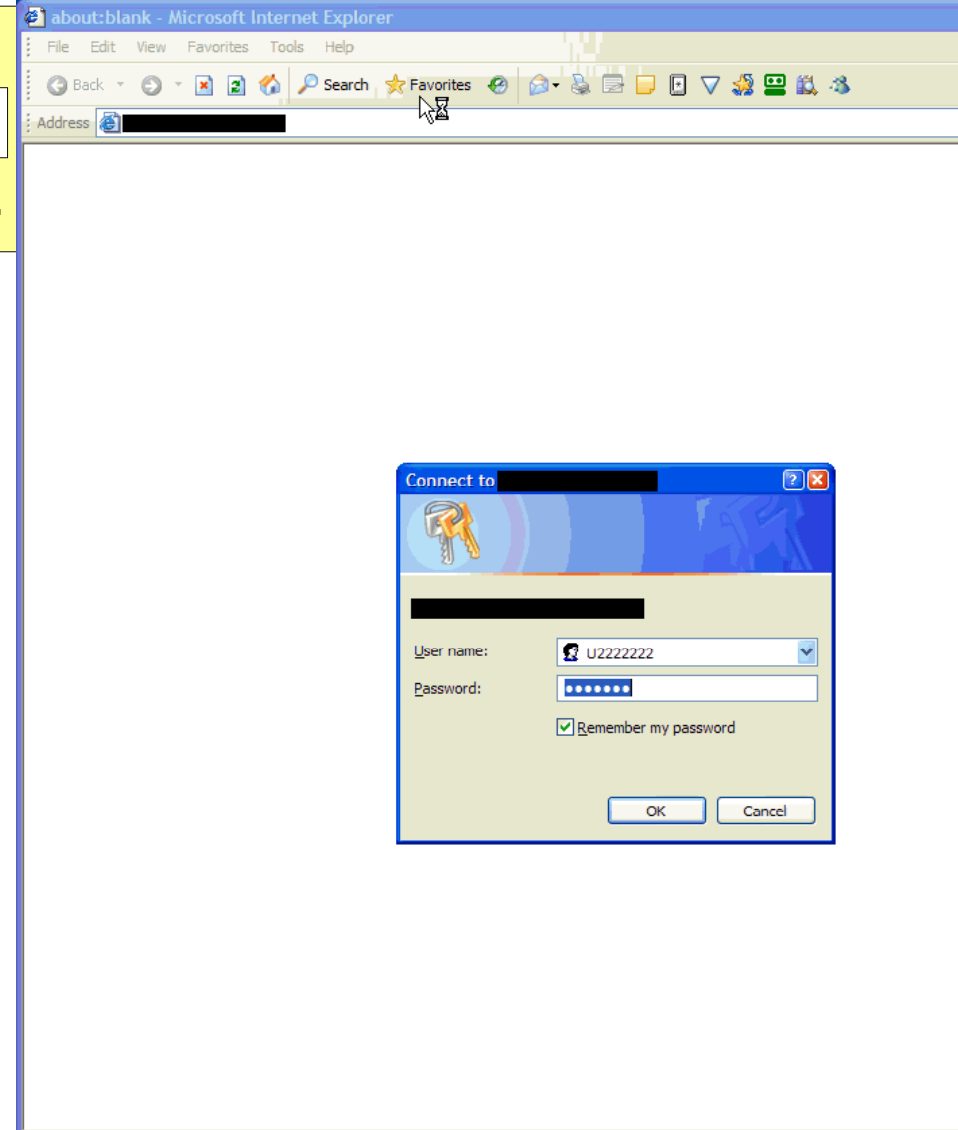 about:blank - Microsoft Internet Explorer
File Edit View Favorites Tools Help
Back Search Favorites
Address
Connect to
User name: U2222222
Password: •••••••
Remember my password
OK Cancel